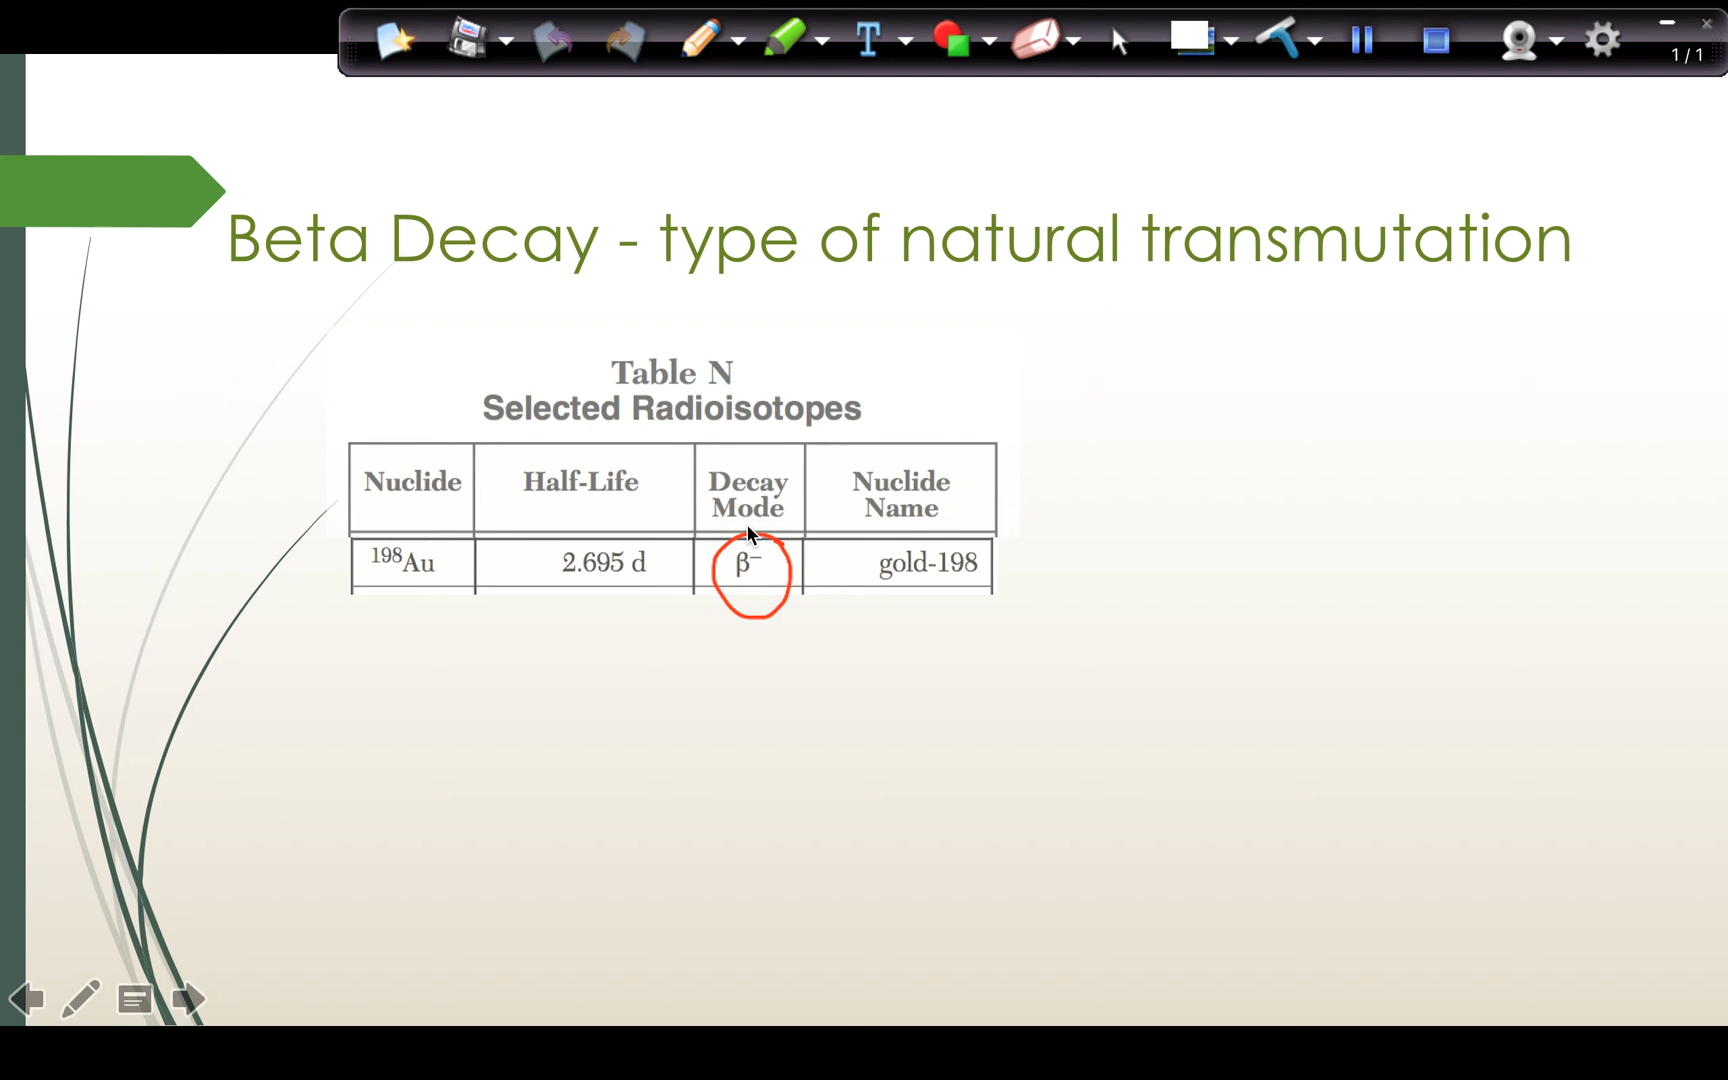 T
1 / 1
Beta Decay - type of natural transmutation
Table N
Selected Radioisotopes
Nuclide Half-Life Decay Mode Nuclide Name
¹⁹⁸Au 2.695 d β⁻ gold-198